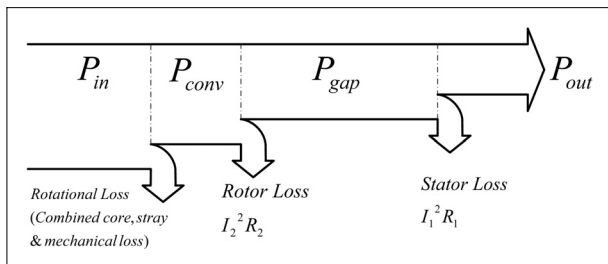 P_in P_conv P_gap P_out
Rotational Loss
(Combined core, stray
& mechanical loss)
Rotor Loss
I_2^2 R_2
Stator Loss
I_1^2 R_1